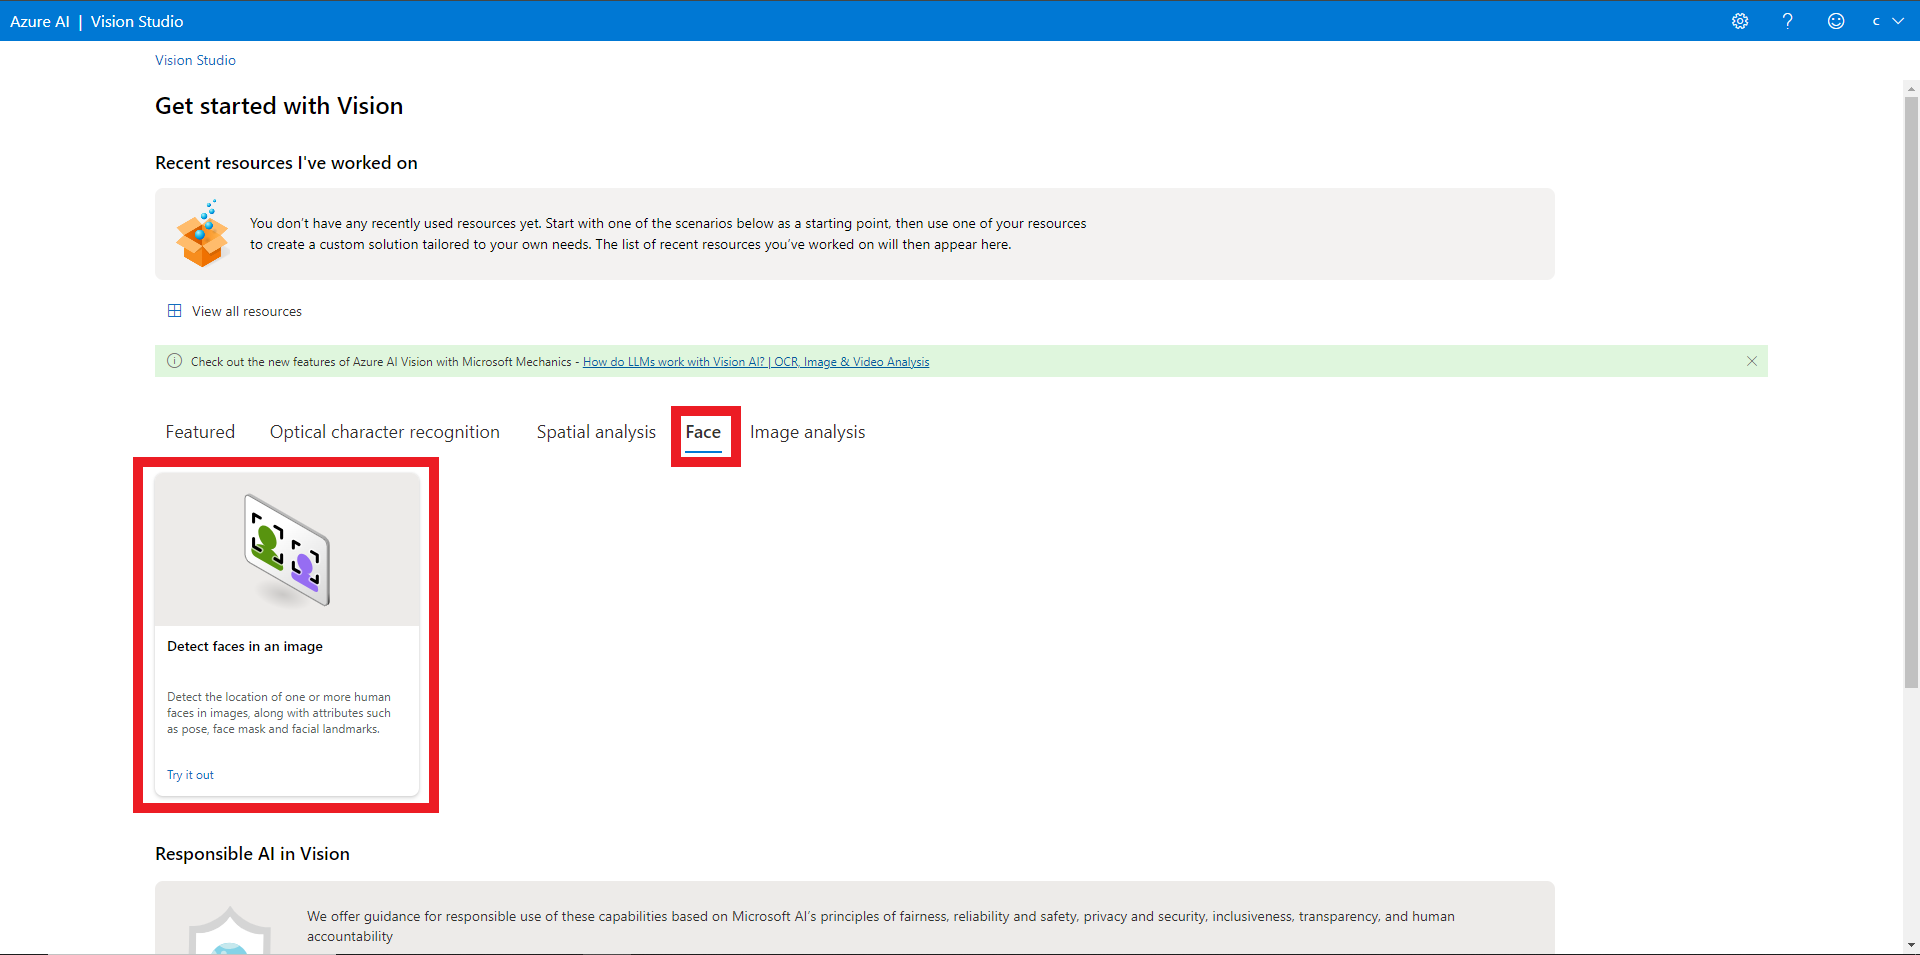 Azure AI | Vision Studio
c
Vision Studio
Get started with Vision
Recent resources I've worked on
You don't have any recently used resources yet. Start with one of the scenarios below as a starting point, then use one of your resources
to create a custom solution tailored to your own needs. The list of recent resources you've worked on will then appear here.
View all resources
Check out the new features of Azure AI Vision with Microsoft Mechanics - How do LLMs work with Vision AI? | OCR, Image & Video Analysis
Featured Optical character recognition Spatial analysis Face Image analysis
Detect faces in an image
Detect the location of one or more human
faces in images, along with attributes such
as pose, face mask and facial landmarks.
Try it out
Responsible AI in Vision
We offer guidance for responsible use of these capabilities based on Microsoft AI's principles of fairness, reliability and safety, privacy and security, inclusiveness, transparency, and human
accountability